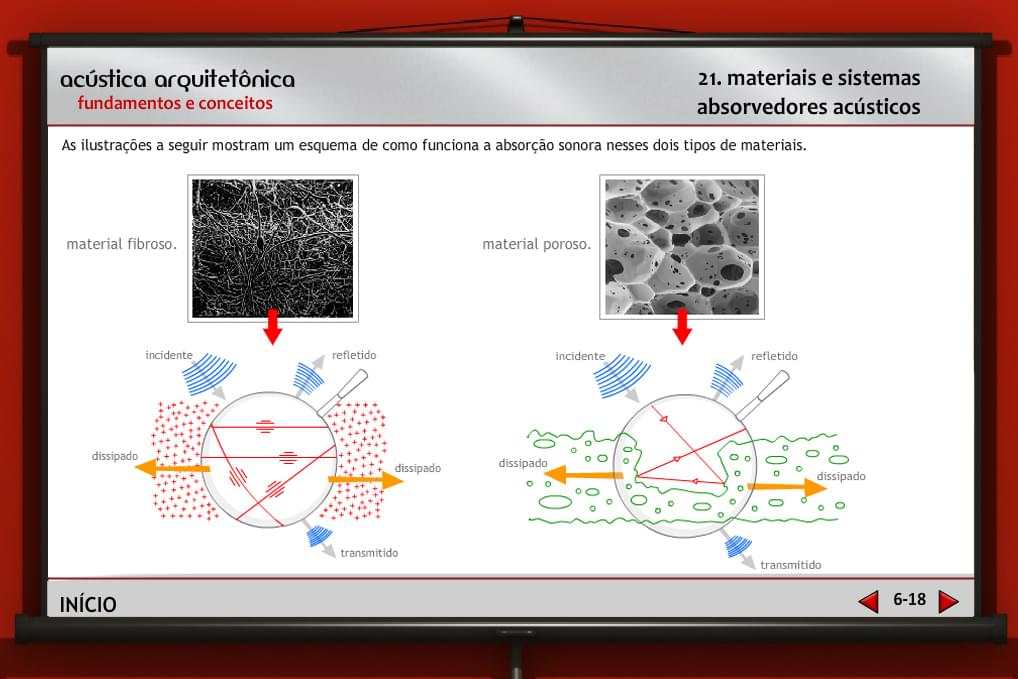 acústica arquitetônica
fundamentos e conceitos
21. materiais e sistemas
absorvedores acústicos
As ilustrações a seguir mostram um esquema de como funciona a absorção sonora nesses dois tipos de materiais.
material fibroso.
material poroso.
incidente
refletido
dissipado
dissipado
transmitido
incidente
refletido
dissipado
dissipado
transmitido
INÍCIO
6-18